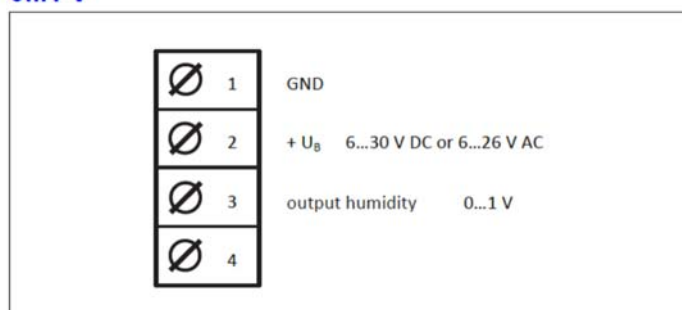 1 GND
2 + U_B 6...30 V DC or 6...26 V AC
3 output humidity 0...1 V
4